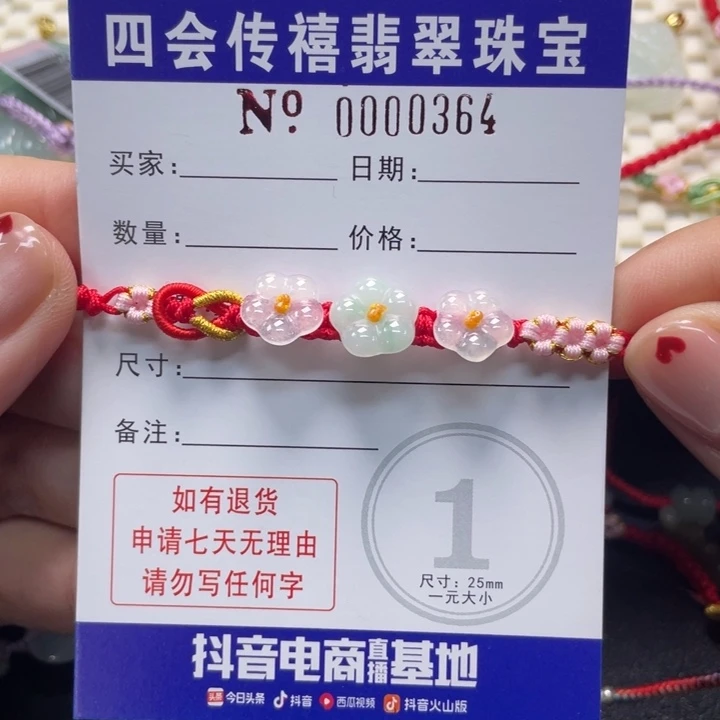 四会传禧翡翠珠宝
Nº 0000364
买家: 日期:
数量: 价格:
尺寸:
备注:
如有退货
申请七天无理由
请勿写任何字
1
尺寸: 25mm
一元大小
抖音电商直播基地
头条 今日头条 抖音 西瓜视频 抖音火山版